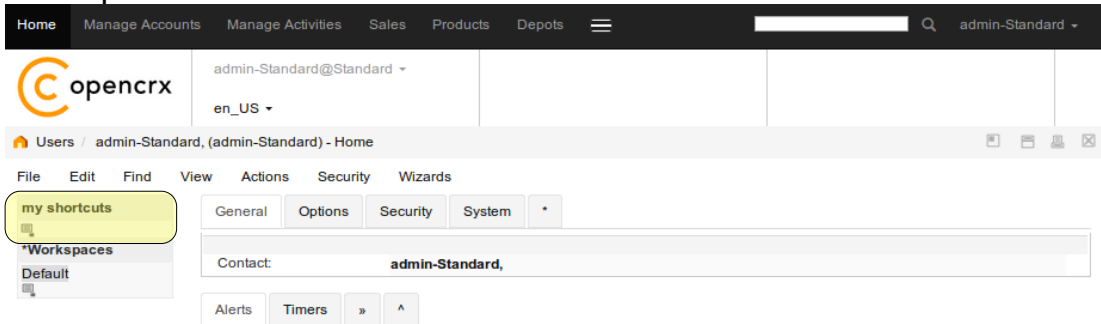 Home Manage Accounts Manage Activities Sales Products Depots admin-Standard
opencrx
admin-Standard@Standard
en_US
Users / admin-Standard, (admin-Standard) - Home
File Edit Find View Actions Security Wizards
my shortcuts
*Workspaces
Default
General Options Security System *
Contact: admin-Standard,
Alerts Timers » ^